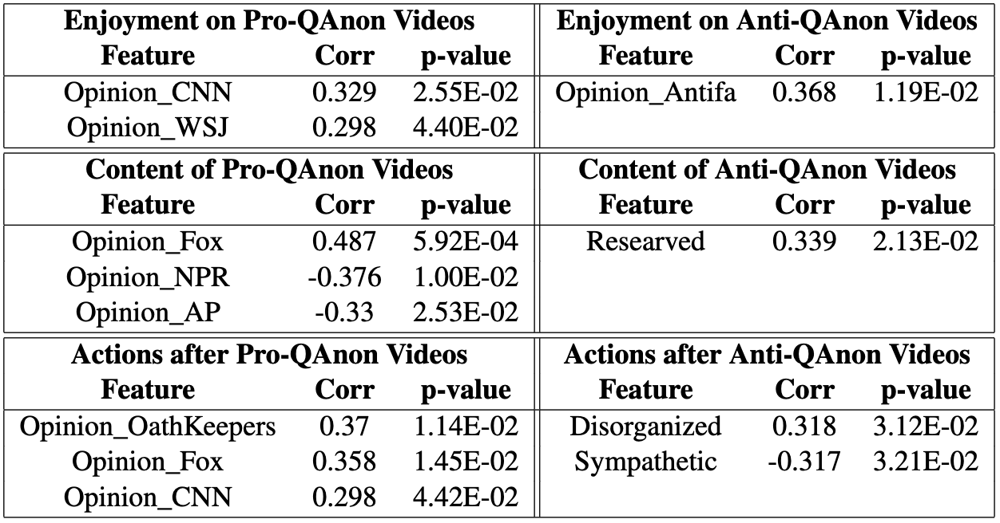 Enjoyment on Pro-QAnon Videos Enjoyment on Anti-QAnon Videos
Feature Corr p-value Feature Corr p-value
Opinion_CNN 0.329 2.55E-02 Opinion_Antifa 0.368 1.19E-02
Opinion_WSJ 0.298 4.40E-02
Content of Pro-QAnon Videos Content of Anti-QAnon Videos
Feature Corr p-value Feature Corr p-value
Opinion_Fox 0.487 5.92E-04 Researved 0.339 2.13E-02
Opinion_NPR -0.376 1.00E-02
Opinion_AP -0.33 2.53E-02
Actions after Pro-QAnon Videos Actions after Anti-QAnon Videos
Feature Corr p-value Feature Corr p-value
Opinion_OathKeepers 0.37 1.14E-02 Disorganized 0.318 3.12E-02
Opinion_Fox 0.358 1.45E-02 Sympathetic -0.317 3.21E-02
Opinion_CNN 0.298 4.42E-02